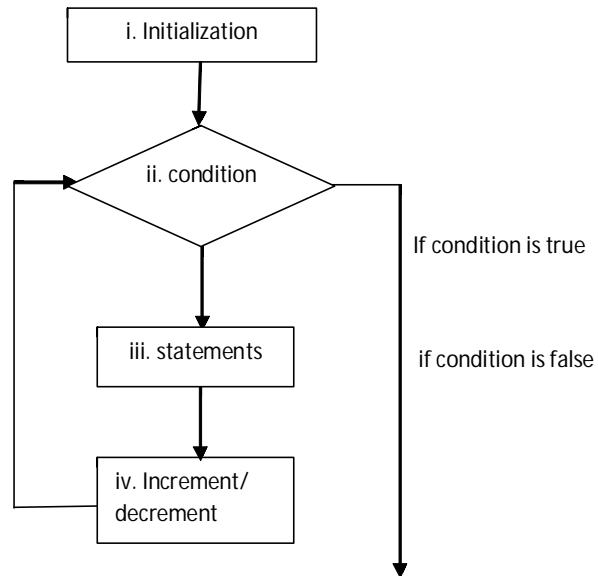 i. Initialization
ii. condition
If condition is true
iii. statements
if condition is false
iv. Increment/
decrement